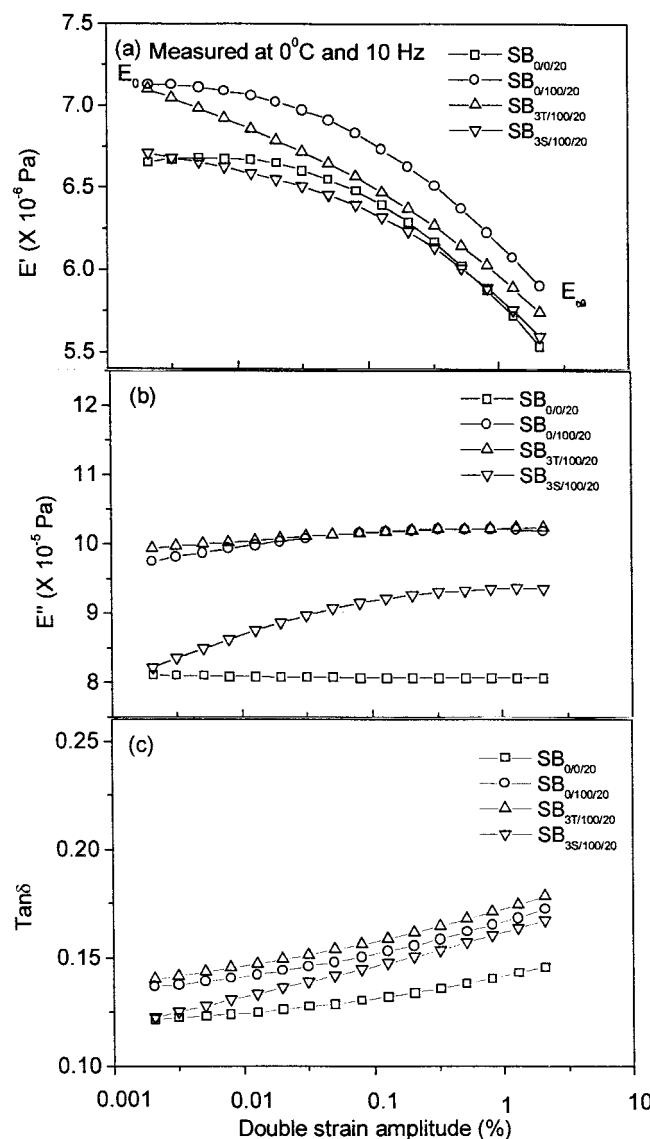 7.5
(a) Measured at 0⁰C and 10 Hz
E₀
SB0/0/20
SB0/100/20
SB3T/100/20
SB3S/100/20
7.0
6.5
6.0
5.5
E' (X 10⁻⁶ Pa)
E∞
(b)
12
11
10
9
8
E'' (X 10⁻⁵ Pa)
SB0/0/20
SB0/100/20
SB3T/100/20
SB3S/100/20
(c)
0.25
0.20
0.15
0.10
Tanδ
SB0/0/20
SB0/100/20
SB3T/100/20
SB3S/100/20
0.001 0.01 0.1 1 10
Double strain amplitude (%)